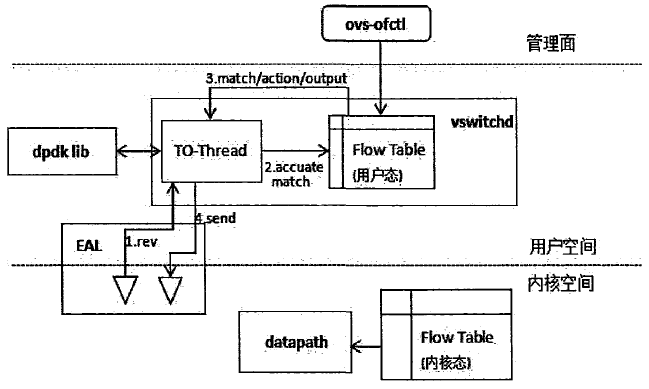 ovs-ofctl
管理面
3.match/action/output
vswitchd
dpdk lib
TO-Thread
Flow Table
(用户态)
2.accuate
match
4.send
EAL
1.rev
用户空间
内核空间
datapath
Flow Table
(内核态)